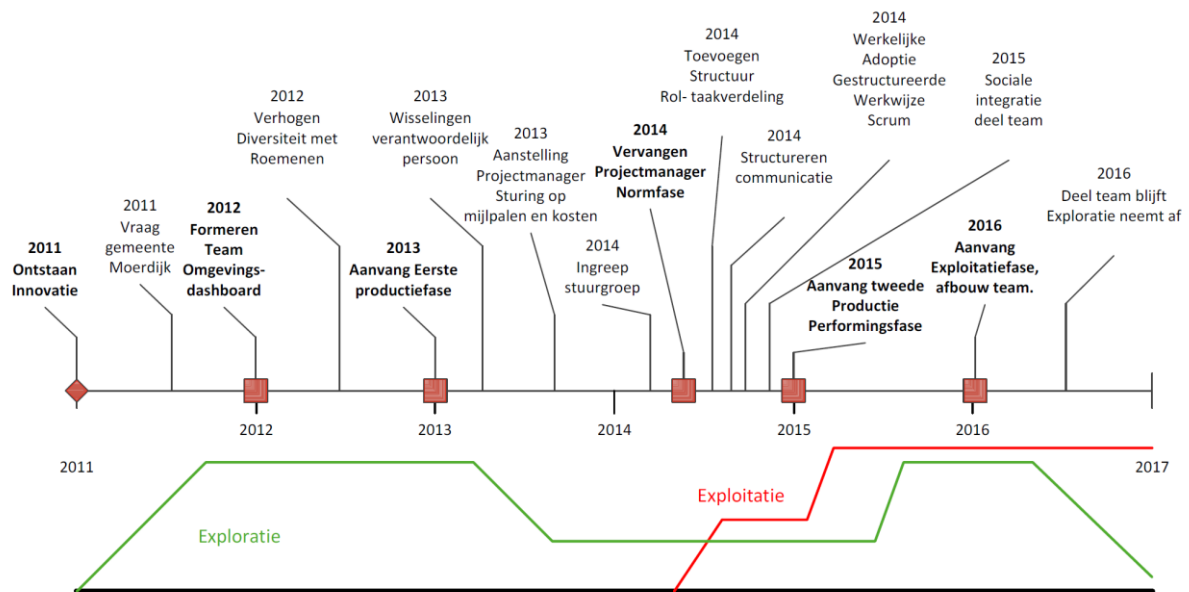 2011
Ontstaan
Innovatie
2011
Vraag
gemeente
Moerdijk
2012
Formeren
Team
Omgevings-
dashboard
2012
Verhogen
Diversiteit met
Roemenen
2013
Aanvang Eerste
productiefase
2013
Wisselingen
verantwoordelijk
persoon
2013
Aanstelling
Projectmanager
Sturing op
mijlpalen en kosten
2014
Ingreep
stuurgroep
2014
Vervangen
Projectmanager
Normfase
2014
Toevoegen
Structuur
Rol- taakverdeling
2014
Structureren
communicatie
2014
Werkelijke
Adoptie
Gestructureerde
Werkwijze
Scrum
2015
Sociale
integratie
deel team
2015
Aanvang tweede
Productie
Performingsfase
2016
Aanvang
Exploitatiefase,
afbouw team.
2016
Deel team blijft
Exploratie neemt af
2012
2013
2014
2015
2016
2011
2017
Exploitatie
Exploratie